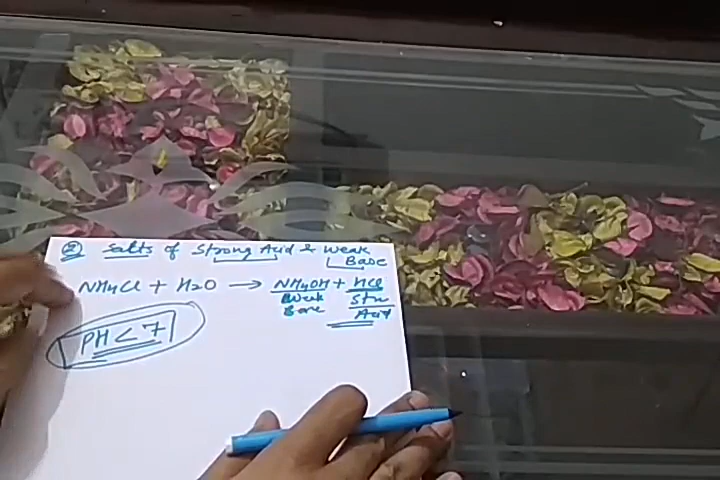 ② Salts of Strong Acid & Weak Base
NH4Cl + H2O → NH4OH + HCl
Weak Base
Str Acid
PH < 7